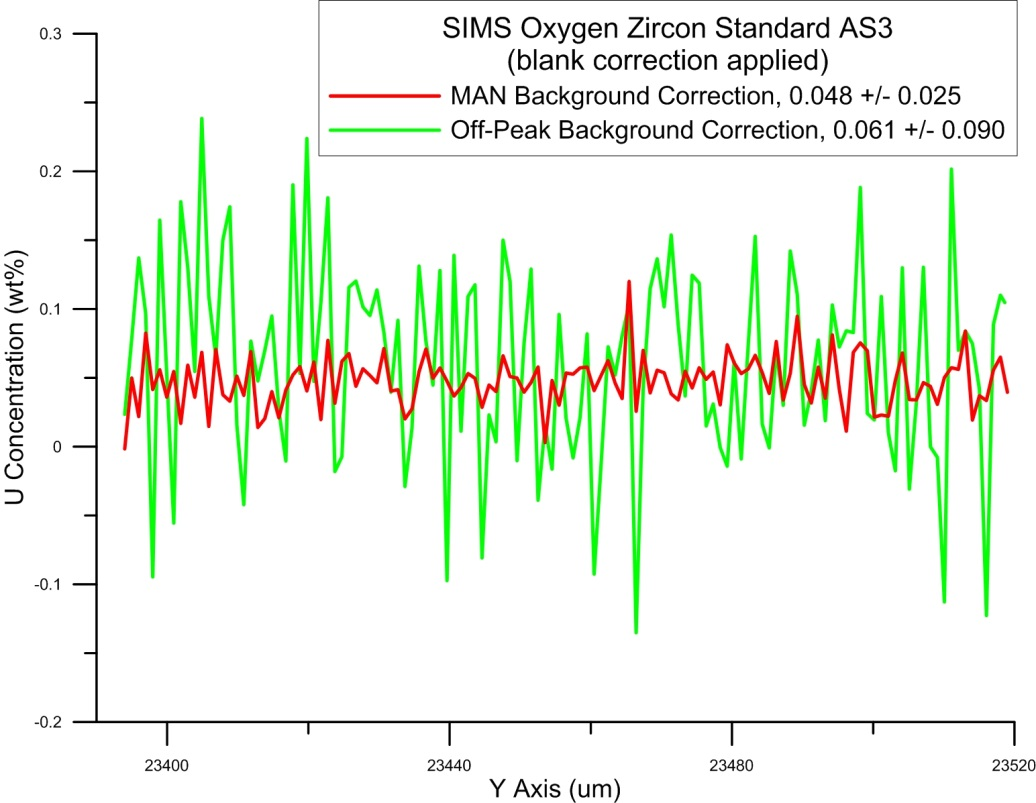 SIMS Oxygen Zircon Standard AS3
(blank correction applied)
MAN Background Correction, 0.048 +/- 0.025
Off-Peak Background Correction, 0.061 +/- 0.090
0.3
0.2
0.1
0
-0.1
-0.2
U Concentration (wt%)
23400
23440
23480
23520
Y Axis (um)